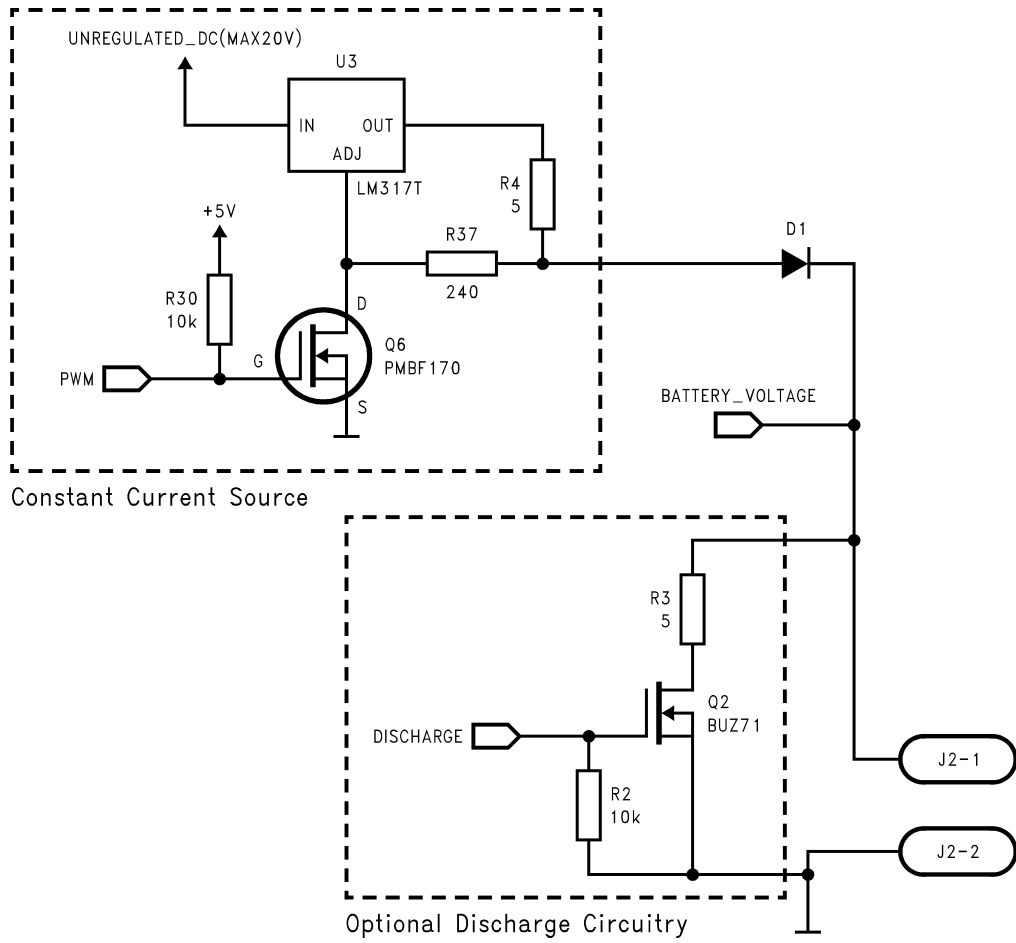 UNREGULATED_DC(MAX20V)
U3
IN
OUT
ADJ
LM317T
R4
5
+5V
R37
240
D1
R30
10k
D
G
Q6
PMBF170
S
PWM
BATTERY_VOLTAGE
Constant Current Source
R3
5
Q2
BUZ71
DISCHARGE
R2
10k
J2-1
J2-2
Optional Discharge Circuitry